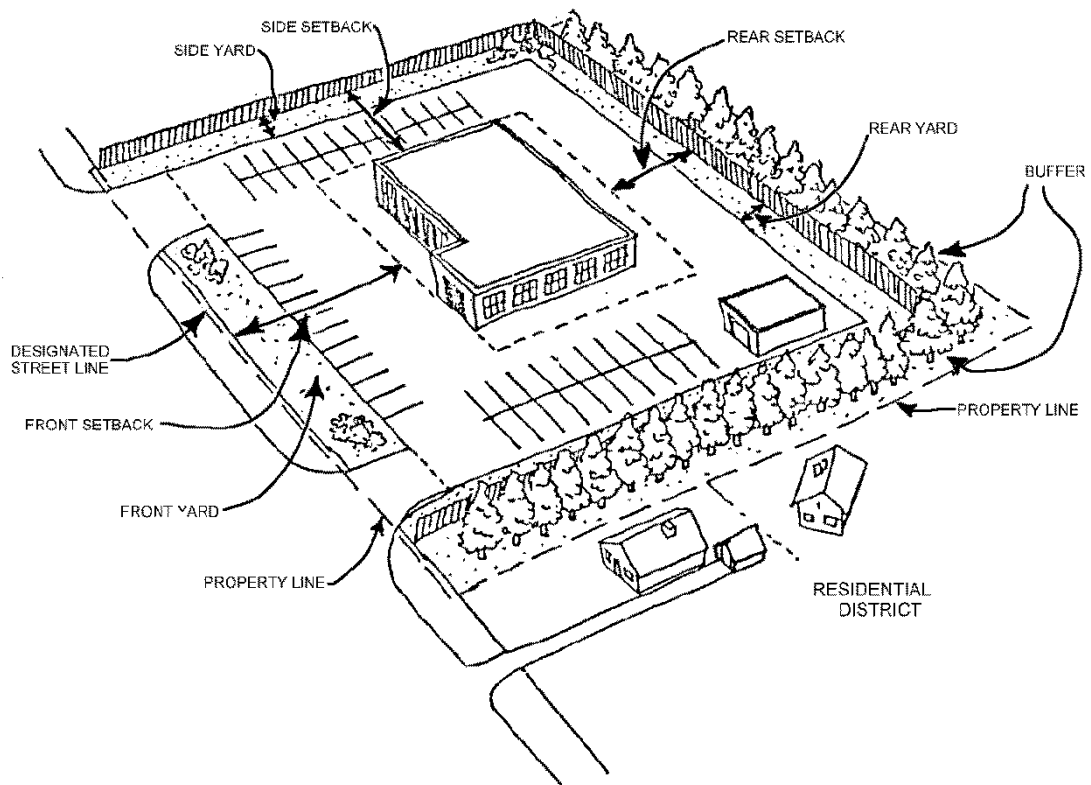 SIDE SETBACK
SIDE YARD
REAR SETBACK
REAR YARD
BUFFER
DESIGNATED
STREET LINE
FRONT SETBACK
PROPERTY LINE
FRONT YARD
PROPERTY LINE
RESIDENTIAL
DISTRICT